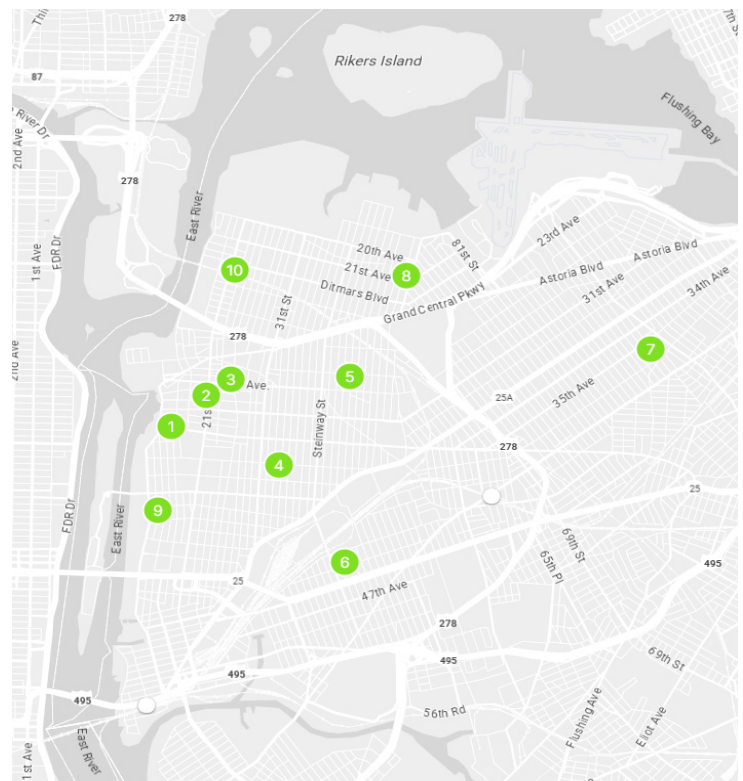 278
Rikers Island
87
River Dr
2nd Ave
Flushing Bay
278
East River
1st Ave
FDR Dr
20th Ave
81st St
23rd Ave
10
21st Ave
8
Astoria Blvd
Astoria Blvd
Ditmars Blvd
31st Ave
34th Ave
31st St
Grand Central Pkwy
278
2nd Ave
7
3
Ave.
5
2
35th Ave
25A
21s
Steinway St
1
278
4
25
FDR Dr
East River
9
69th St
6
65th Pl
25
47th Ave
495
278
495
69th St
495
495
56th Rd
Flushing Ave
Eliot Ave
1st Ave
East River